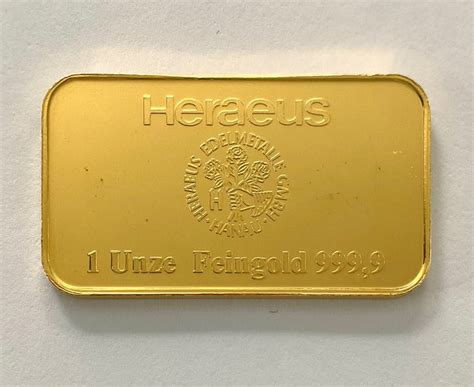 Heraeus
HERAEUS EDELMETALLE GMBH
HANAU
H
1 Unze Feingold 999,9